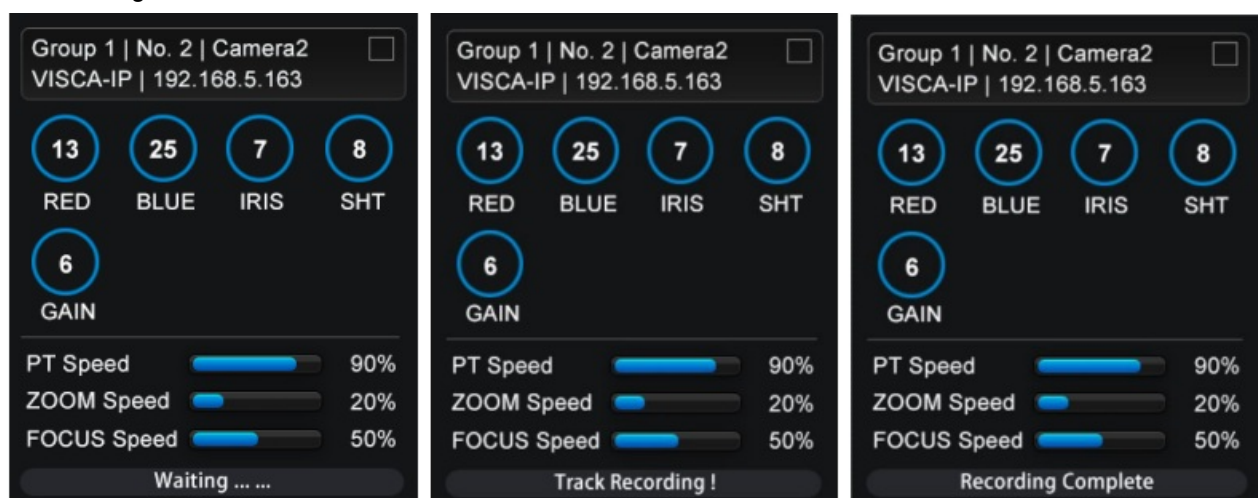 Group 1 | No. 2 | Camera2
VISCA-IP | 192.168.5.163
13 25 7 8
RED BLUE IRIS SHT
6
GAIN
PT Speed 90%
ZOOM Speed 20%
FOCUS Speed 50%
Waiting ... ...
Group 1 | No. 2 | Camera2
VISCA-IP | 192.168.5.163
13 25 7 8
RED BLUE IRIS SHT
6
GAIN
PT Speed 90%
ZOOM Speed 20%
FOCUS Speed 50%
Track Recording !
Group 1 | No. 2 | Camera2
VISCA-IP | 192.168.5.163
13 25 7 8
RED BLUE IRIS SHT
6
GAIN
PT Speed 90%
ZOOM Speed 20%
FOCUS Speed 50%
Recording Complete